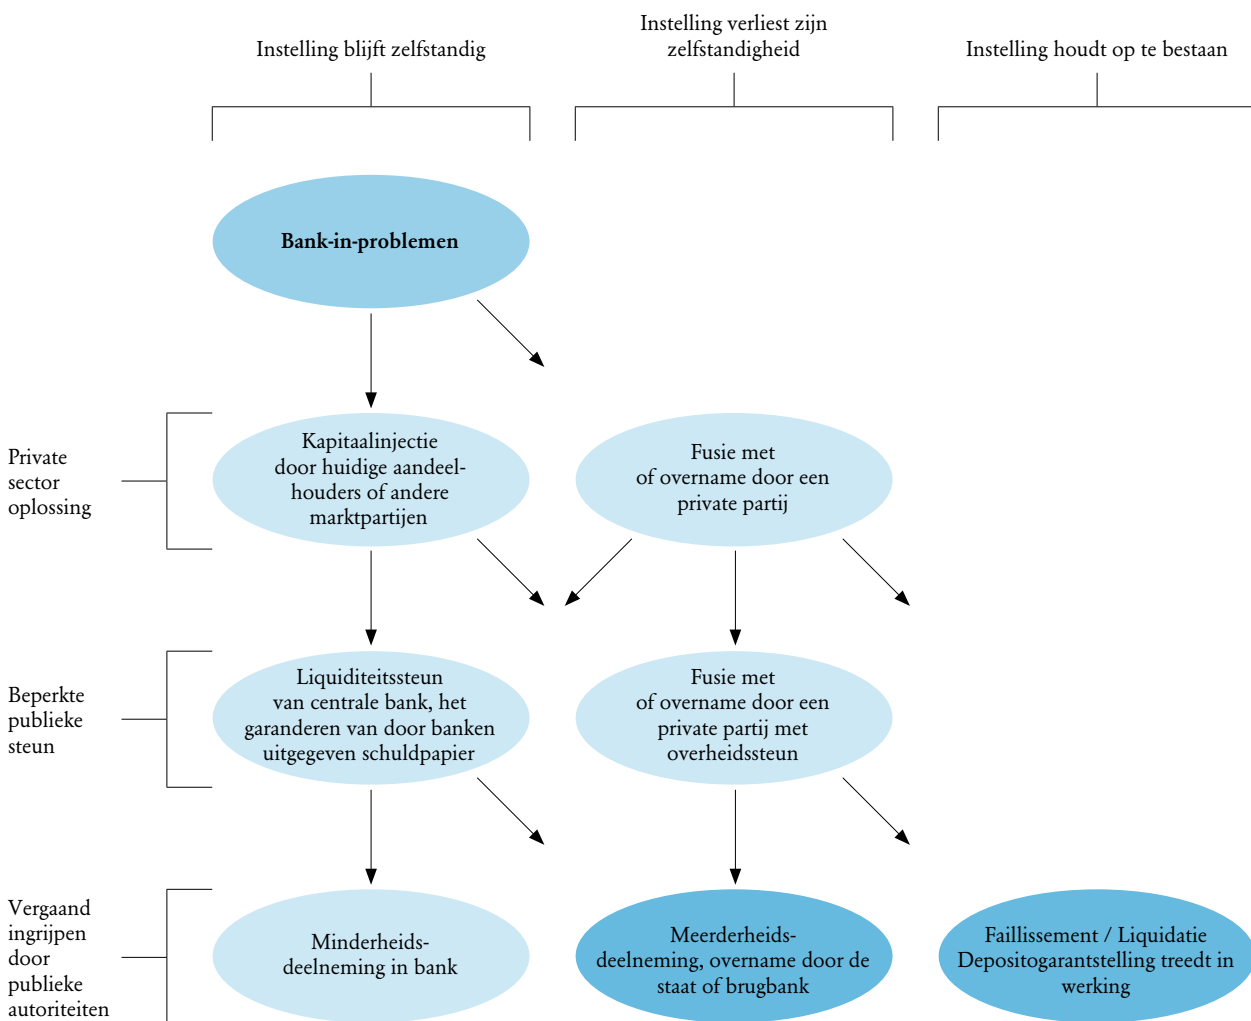 Instelling blijft zelfstandig
Instelling verliest zijn
zelfstandigheid
Instelling houdt op te bestaan
Bank-in-problemen
Private
sector
oplossing
Kapitaalinjectie
door huidige aandeel-
houders of andere
marktpartijen
Fusie met
of overname door een
private partij
Beperkte
publieke
steun
Liquiditeitssteun
van centrale bank, het
garanderen van door banken
uitgegeven schuldpapier
Fusie met
of overname door een
private partij met
overheidssteun
Vergaand
ingrijpen
door
publieke
autoriteiten
Minderheids-
deelneming in bank
Meerderheids-
deelneming, overname door de
staat of brugbank
Faillissement / Liquidatie
Depositogarantstelling treedt in
werking